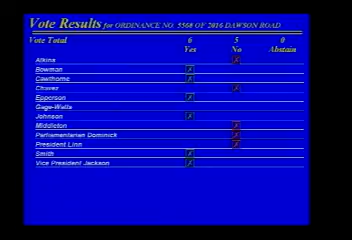 Vote Results for ORDINANCE NO. 5568 OF 2016 DAWSON ROAD
Vote Total 6 5 0
Yes No Abstain
Atkins X
Bowman X
Cawthorne X
Chavez X
Epperson X
Gage-Watts
Johnson X
Middleton X
Parliamentarian Dominick X
President Linn X
Smith X
Vice President Jackson X